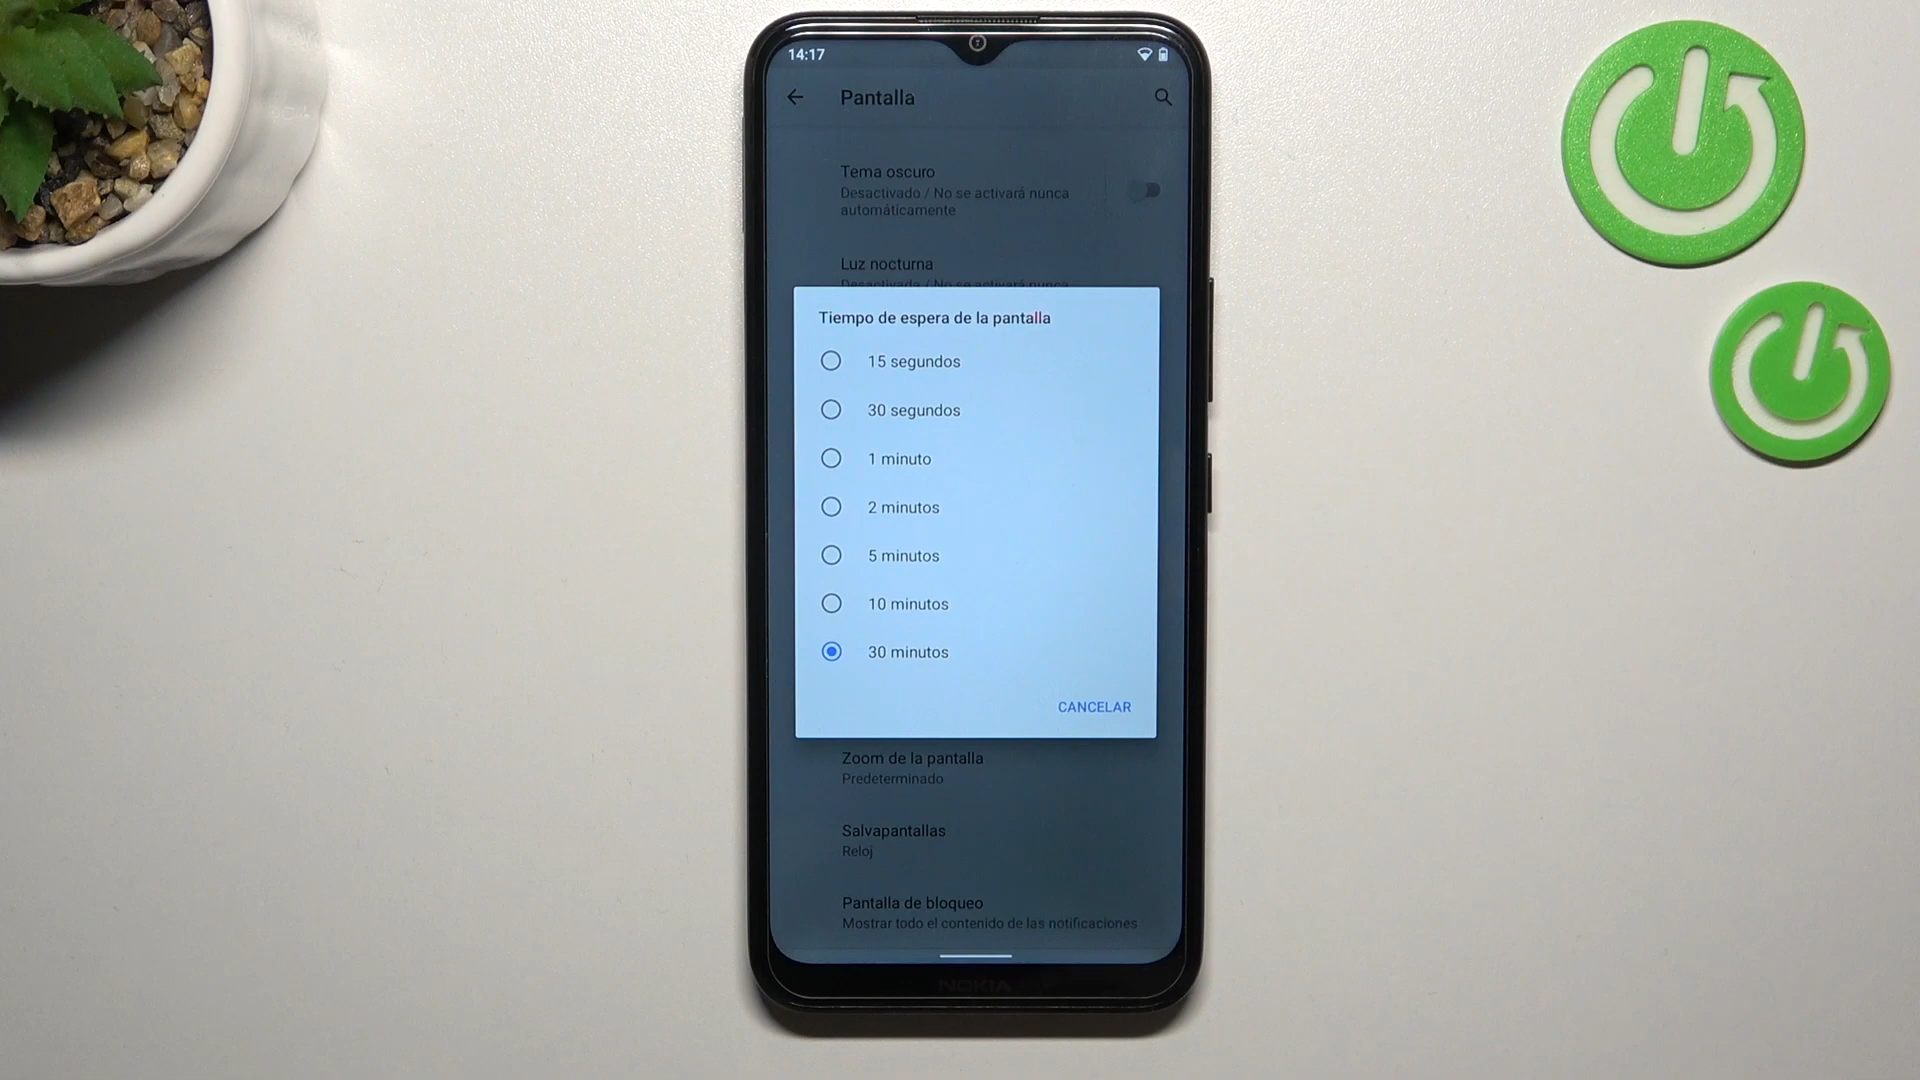 14:17
Pantalla
Tema oscuro
Desactivado / No se activará nunca
automáticamente
Luz nocturna
Desactivada / No se activará nunca
Tiempo de espera de la pantalla
15 segundos
30 segundos
1 minuto
2 minutos
5 minutos
10 minutos
30 minutos
CANCELAR
Zoom de la pantalla
Predeterminado
Salvapantallas
Reloj
Pantalla de bloqueo
Mostrar todo el contenido de las notificaciones
NOKIA